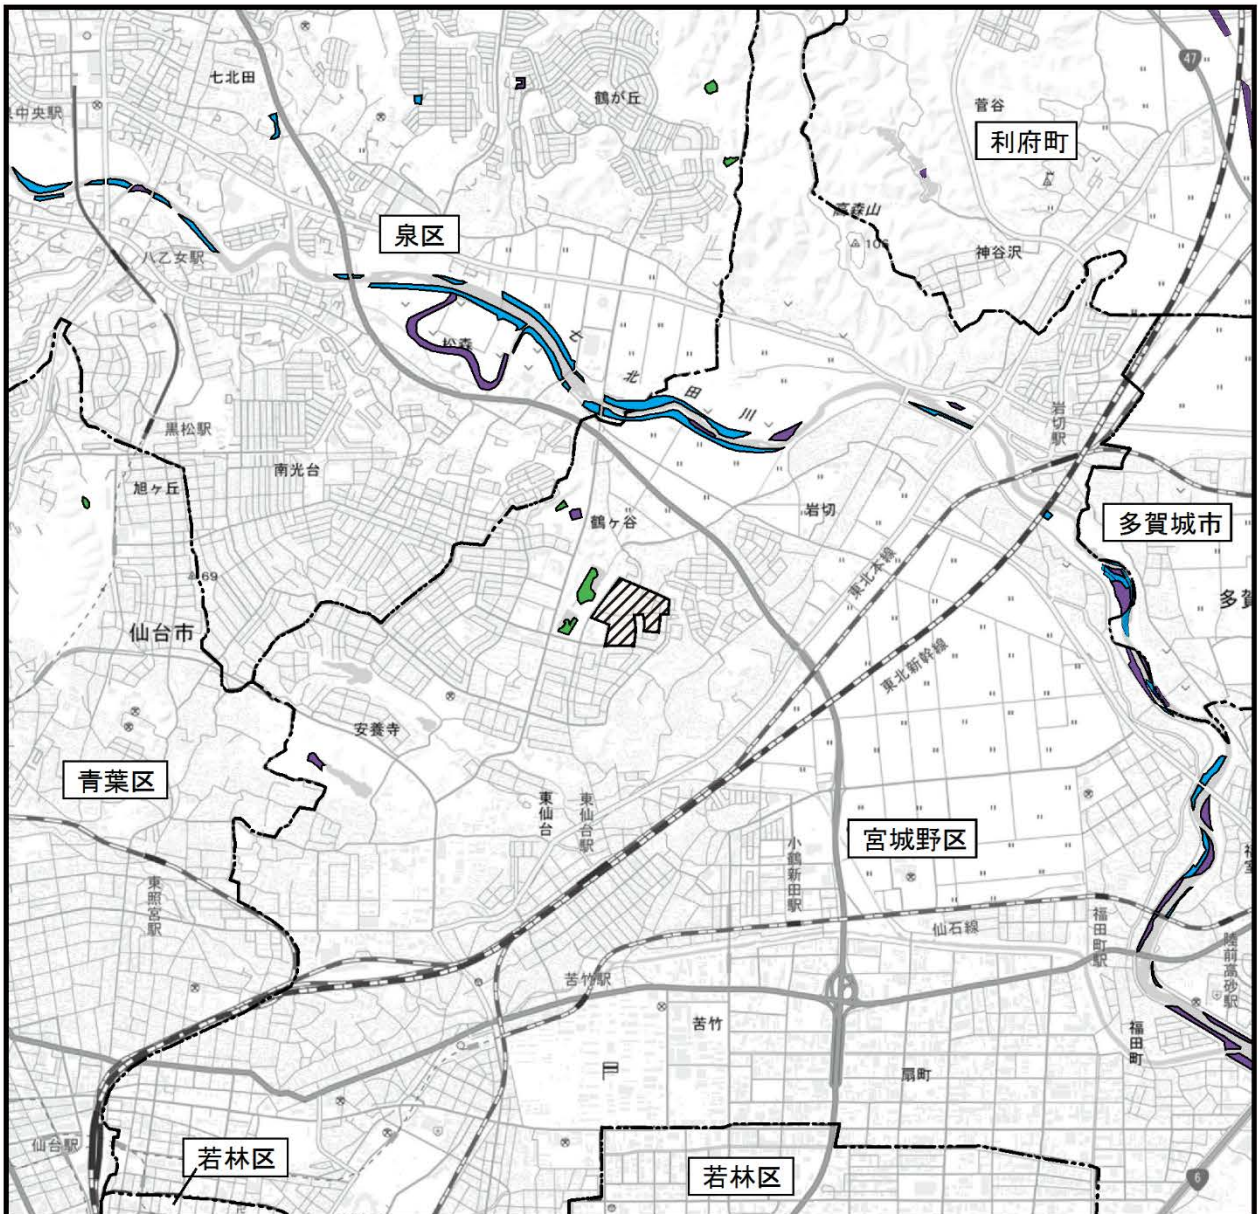 七北田
鶴が丘
47
菅谷
泉中央駅
利府町
泉区
高森山
106
神谷沢
八乙女駅
松森
七北田川
黒松駅
岩切駅
南光台
旭ヶ丘
鶴ヶ谷
岩切
多賀城市
東北本線
69
多賀
仙台市
東北新幹線
安養寺
青葉区
東仙台
東仙台駅
小鶴新田駅
宮城野区
東照宮駅
福田町駅
仙石線
陸前高砂駅
苦竹駅
苦竹
福田町
扇町
仙台駅
若林区
若林区
6